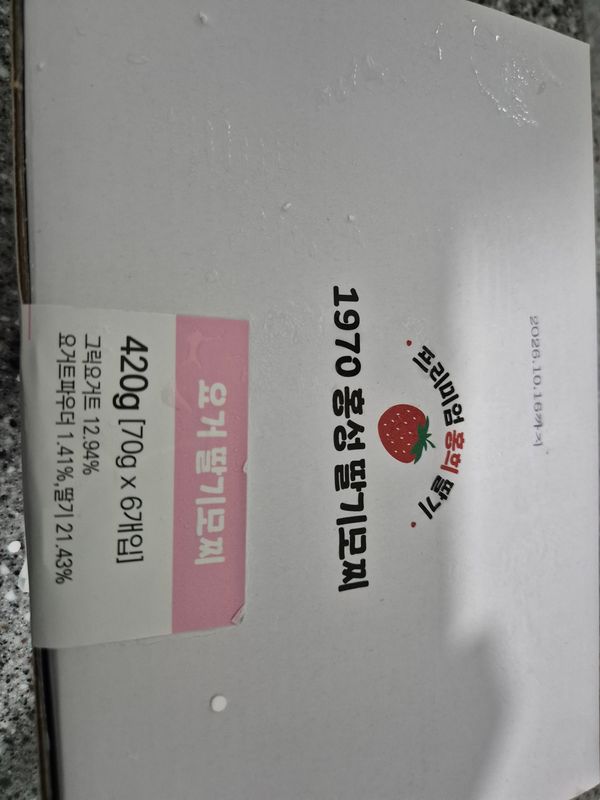 2026.10.16까지
프리미엄 홍희 딸기
1970 홍성 딸기모찌
요거 딸기모찌
420g [70g x 6개입]
그릭요거트 12.94%
요거트파우더 1.41%,딸기 21.43%